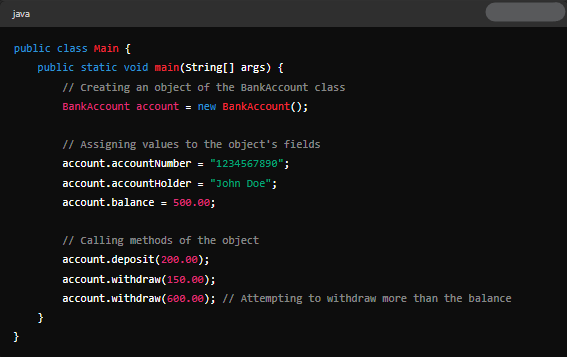 java
public class Main {
    public static void main(String[] args) {
        // Creating an object of the BankAccount class
        BankAccount account = new BankAccount();

        // Assigning values to the object's fields
        account.accountNumber = "1234567890";
        account.accountHolder = "John Doe";
        account.balance = 500.00;

        // Calling methods of the object
        account.deposit(200.00);
        account.withdraw(150.00);
        account.withdraw(600.00); // Attempting to withdraw more than the balance
    }
}